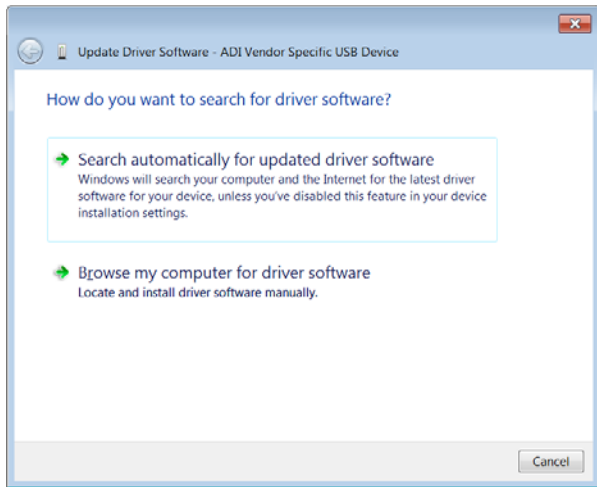 Update Driver Software - ADI Vendor Specific USB Device
How do you want to search for driver software?
Search automatically for updated driver software
Windows will search your computer and the Internet for the latest driver
software for your device, unless you've disabled this feature in your device
installation settings.
Browse my computer for driver software
Locate and install driver software manually.
Cancel